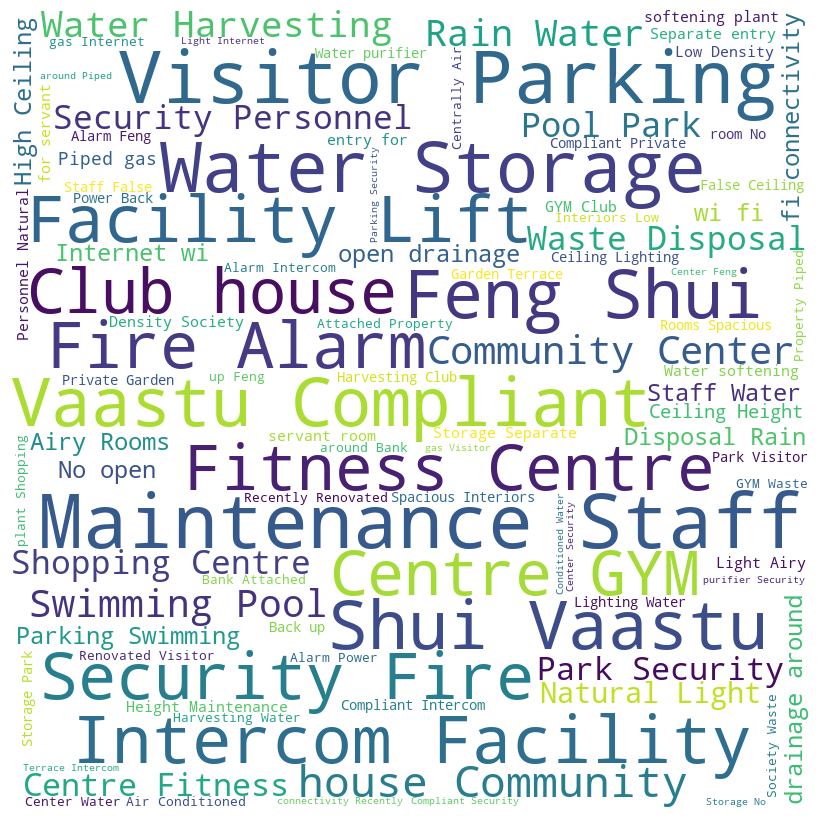 Water Harvesting
Rain Water
softening plant
Separate entry
gas Internet
Light Internet
Water purifier
Low Density
around Piped
Visitor Parking
High Ceiling
for servant
Centrally Air
fi connectivity
Security Personnel
Pool Park
Alarm Feng
entry for
Compliant Private
room No
Piped gas
Water Storage
Parking Security
Staff False
False Ceiling
Power Back
GYM Club
Interiors Low
wi fi
Facility Lift
Personnel Natural
Internet wi
open drainage
Waste Disposal
Alarm Intercom
Ceiling Lighting
Garden Terrace
Center Feng
Property Piped
Club house
Feng Shui
Density Society
Attached Property
Rooms Spacious
Fire Alarm
Community Center
Private Garden
up Feng
Harvesting Club
Water softening
Vaastu Compliant
Staff Water
Ceiling Height
Airy Rooms
servant room
around Bank
Storage Separate
gas Visitor
Disposal Rain
No open
plant Shopping
Fitness Centre
Park Visitor
GYM Waste
Recently Renovated
Spacious Interiors
Conditioned Water
Center Security
Maintenance Staff
Shopping Centre
Bank Attached
Centre GYM
Light Airy
purifier Security
Swimming Pool
Lighting Water
Back up
Parking Swimming
Shui Vaastu
drainage around
Renovated Visitor
Alarm Power
Storage Park
Security Fire
Park Security
Natural Light
Height Maintenance
Compliant Intercom
Harvesting Water
Society Waste
Intercom Facility
Terrace Intercom
Centre Fitness
house Community
Center Water
Air Conditioned
connectivity Recently
Compliant Security
Storage No